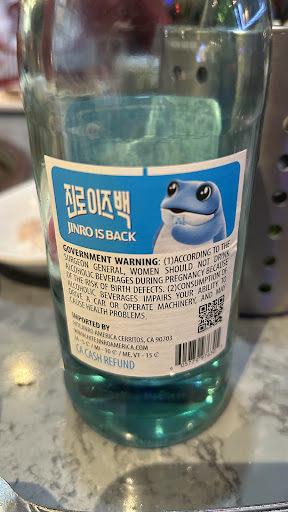 진로이즈백
JINRO IS BACK
GOVERNMENT WARNING: (1)ACCORDING TO THE
SURGEON GENERAL, WOMEN SHOULD NOT DRINK
ALCOHOLIC BEVERAGES DURING PREGNANCY BECAUSE
OF THE RISK OF BIRTH DEFECTS. (2)CONSUMPTION OF
ALCOHOLIC BEVERAGES IMPAIRS YOUR ABILITY TO
DRIVE A CAR OR OPERATE MACHINERY, AND MAY
CAUSE HEALTH PROBLEMS.
IMPORTED BY
AMERICA CERRITOS, CA 90703
CA CASH REFUND